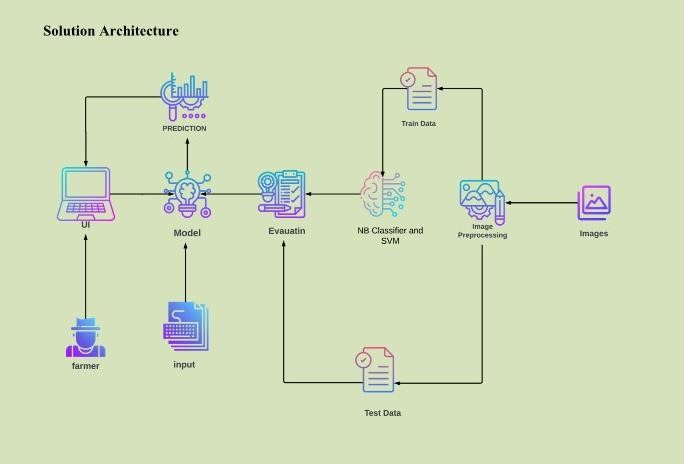 Solution Architecture
Train Data
PREDICTION
UI
Model
Evauatin
NB Classifier and
SVM
Image
Preprocessing
Images
farmer
input
Test Data